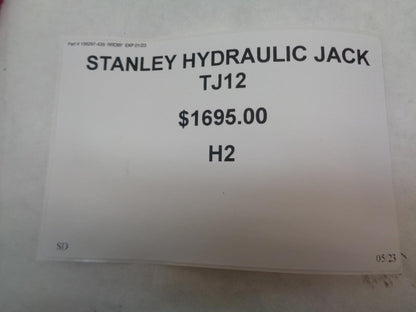 STANLEY HYDRAULIC JACK
TJ12
$1695.00
H2
SD
05.23